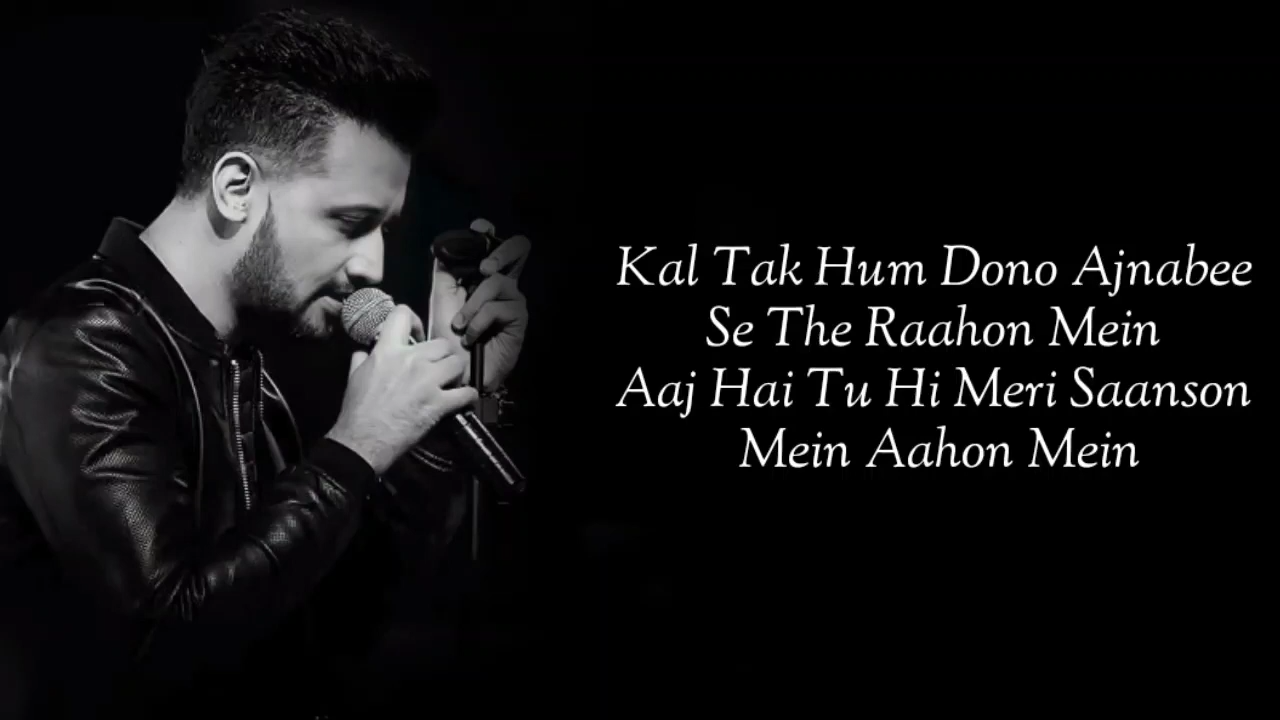 Kal Tak Hum Dono Ajnabee
Se The Raahon Mein
Aaj Hai Tu Hi Meri Saanson
Mein Aahon Mein